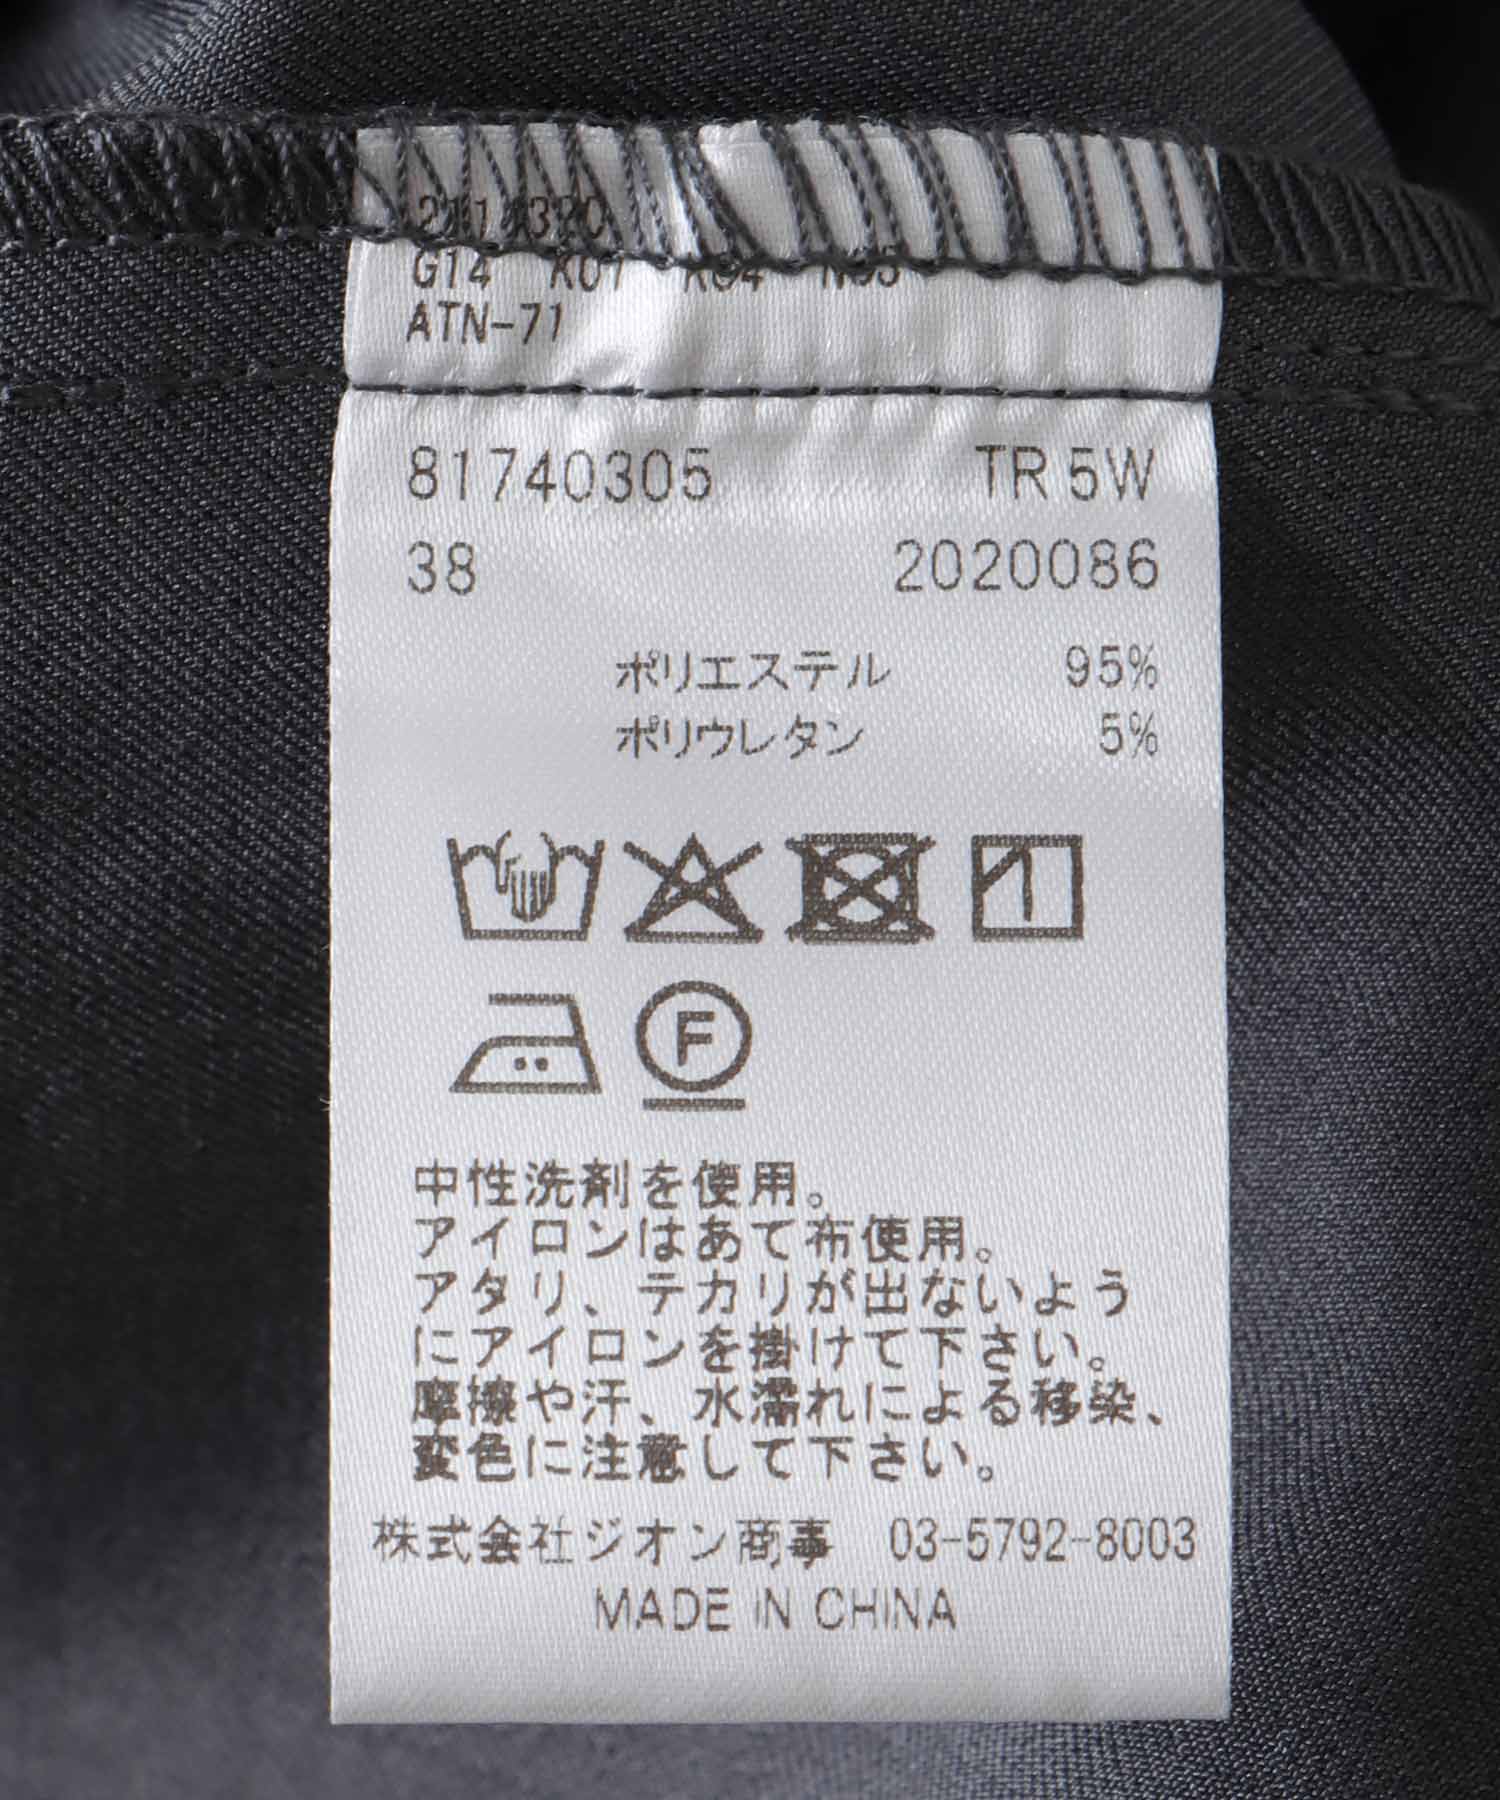 G14 K01
ATN-71
81740305 TR 5W
38 2020086
ポリエステル 95%
ポリウレタン 5%
F
中性洗剤を使用。
アイロンはあて布使用。
アタリ、テカリが出ないよう
にアイロンを掛けて下さい。
摩擦や汗、水濡れによる移染、
変色に注意して下さい。
株式会社ジオン商事 03-5792-8003
MADE IN CHINA